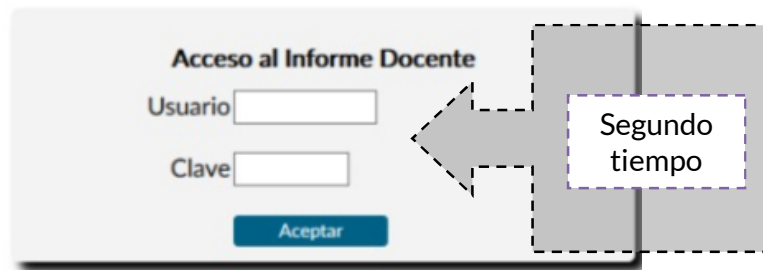 Acceso al Informe Docente
Usuario
Clave
Aceptar
Segundo
tiempo